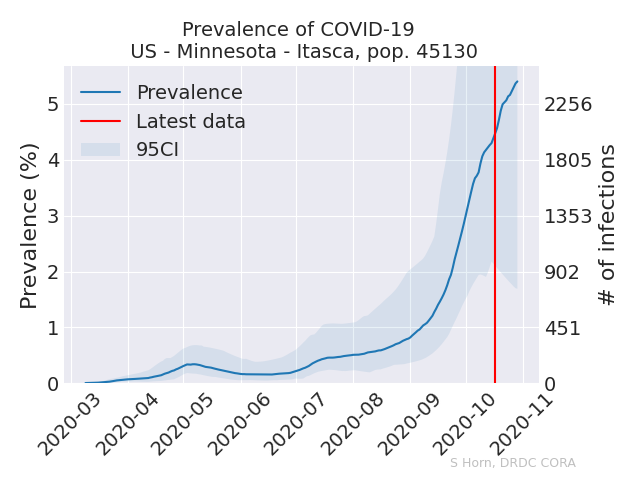 Prevalence of COVID-19
US - Minnesota - Itasca, pop. 45130
Prevalence
Latest data
95CI
Prevalence (%)
5
4
3
2
1
0
2256
1805
1353
902
451
0
# of infections
2020-03
2020-04
2020-05
2020-06
2020-07
2020-08
2020-09
2020-10
2020-11
S Horn, DRDC CORA